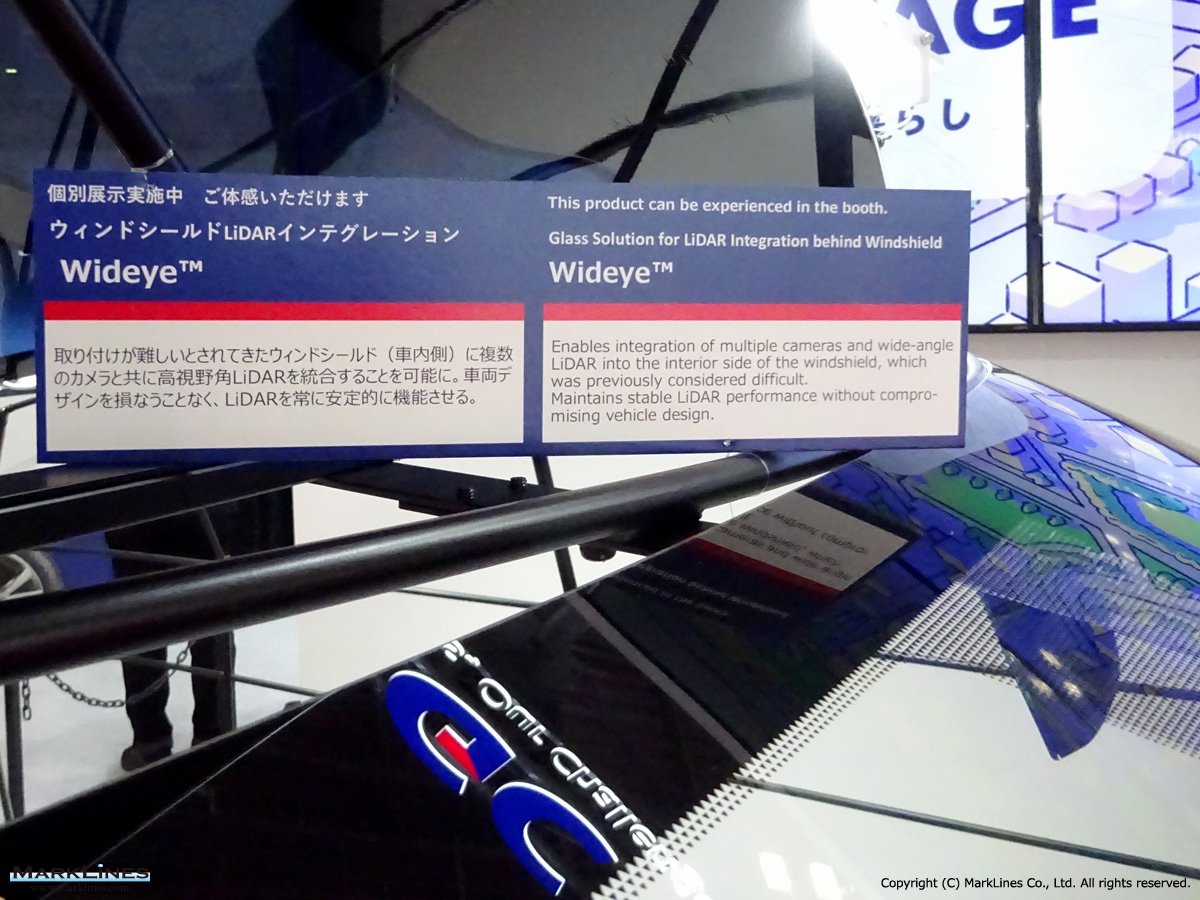 AGE
らし
個別展示実施中　ご体感いただけます
ウィンドシールドLiDARインテグレーション
Wideye™
取り付けが難しいとされてきたウィンドシールド（車内側）に複数
のカメラと共に高視野角LiDARを統合することを可能に。車両デ
ザインを損なうことなく、LiDARを常に安定的に機能させる。
This product can be experienced in the booth.
Glass Solution for LiDAR Integration behind Windshield
Wideye™
Enables integration of multiple cameras and wide-angle
LiDAR into the interior side of the windshield, which
was previously considered difficult.
Maintains stable LiDAR performance without compro-
mising vehicle design.
MARKLINES
www.marklines.com
Copyright (C) MarkLines Co., Ltd. All rights reserved.